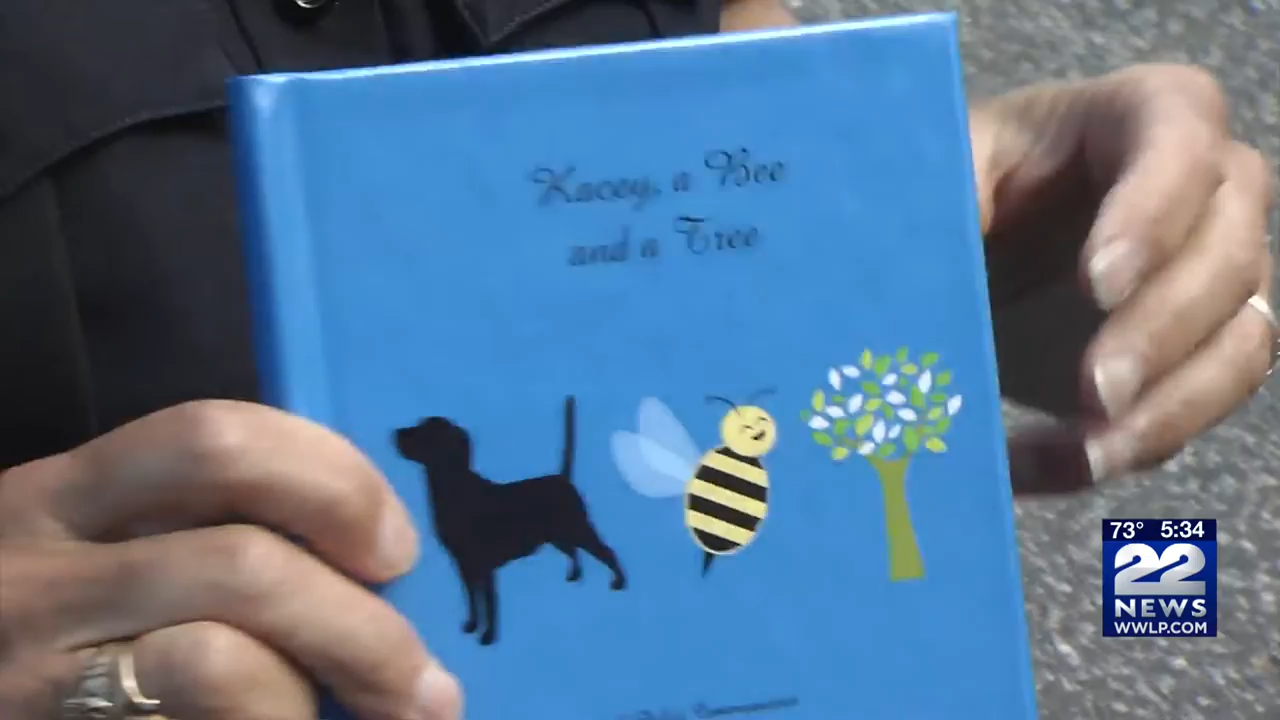 Kacey, a Bee
and a Tree
73° 5:34
22
NEWS
WWLP.COM